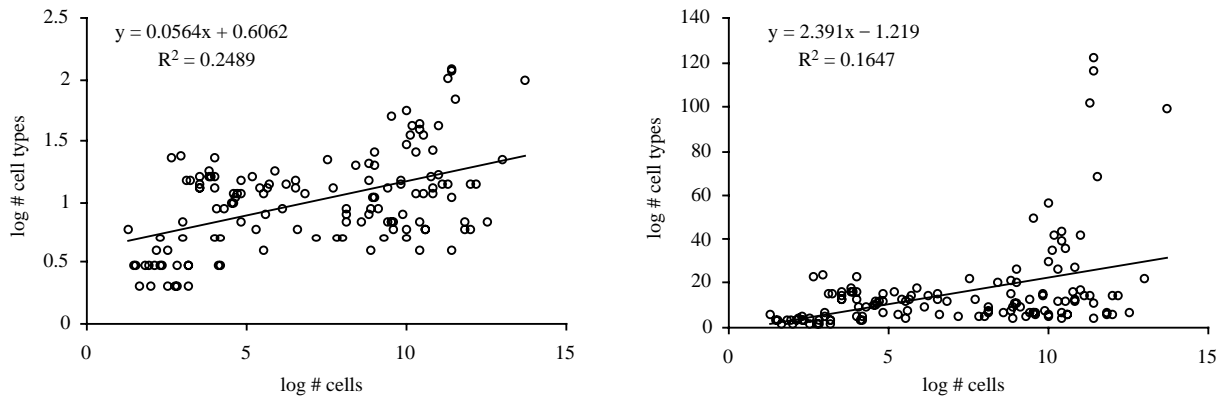 2.5
2
1.5
1
0.5
0
0
5
10
15
log # cell types
log # cells
y = 0.0564x + 0.6062
R² = 0.2489
140
120
100
80
60
40
20
0
0
5
10
15
log # cell types
log # cells
y = 2.391x − 1.219
R² = 0.1647